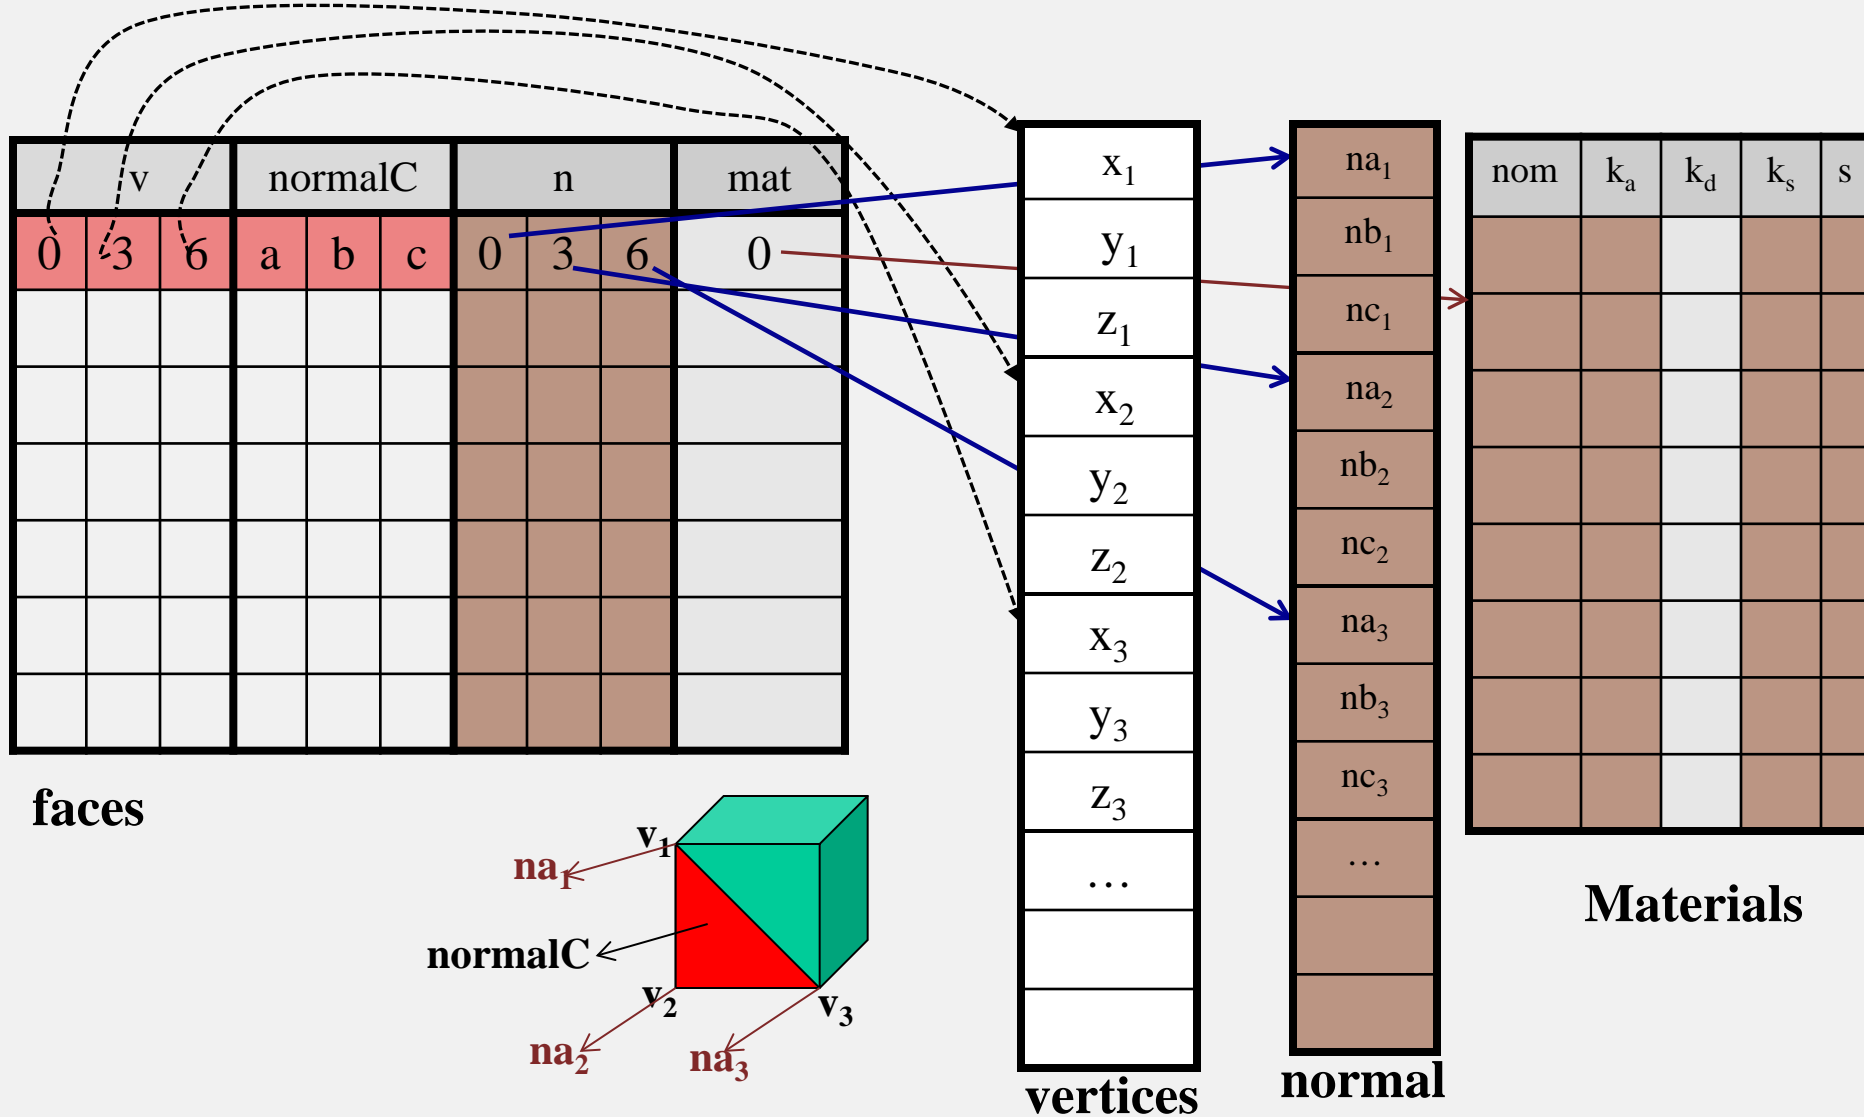 v normalC n mat
0 3 6 a b c 0 3 6 0
faces
x₁
y₁
z₁
x₂
y₂
z₂
x₃
y₃
z₃
…
vertices
na₁
nb₁
nc₁
na₂
nb₂
nc₂
na₃
nb₃
nc₃
…
normal
nom kₐ k_d kₛ s
Materials
v₁
na₁
normalC
v₂
v₃
na₂
na₃